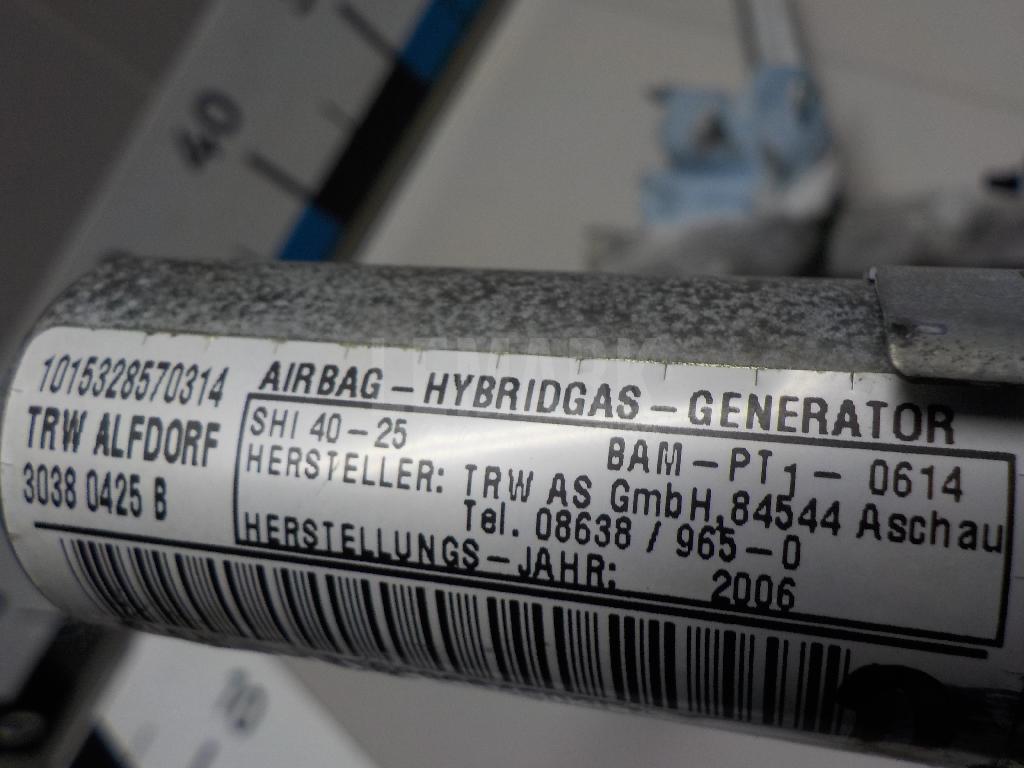 40
1015328570314
TRW ALFDORF
3038 0425 B
AIRBAG – HYBRIDGAS – GENERATOR
SHI 40 – 25 BAM – PT1 – 0614
HERSTELLER: TRW AS GmbH, 84544 Aschau
Tel. 08638 / 965 – 0
HERSTELLUNGS – JAHR: 2006
LEMARK